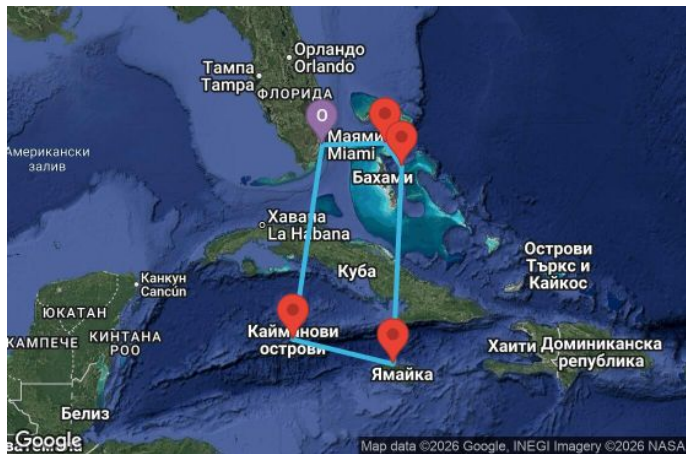 Орландо
Orlando
Тампа
Tampa
ФЛОРИДА
O
Маями
Miami
Американски
залив
Бахами
Хавана
La Habana
Куба
Канкун
Cancún
Острови
Търкс и
Кайкос
ЮКАТАН
КАМПЕЧЕ
КИНТАНА
РОО
Кайманови
острови
Ямайка
Хаити
Доминиканска
република
Белиз
Google
Map data ©2026 Google, INEGI Imagery ©2026 NASA